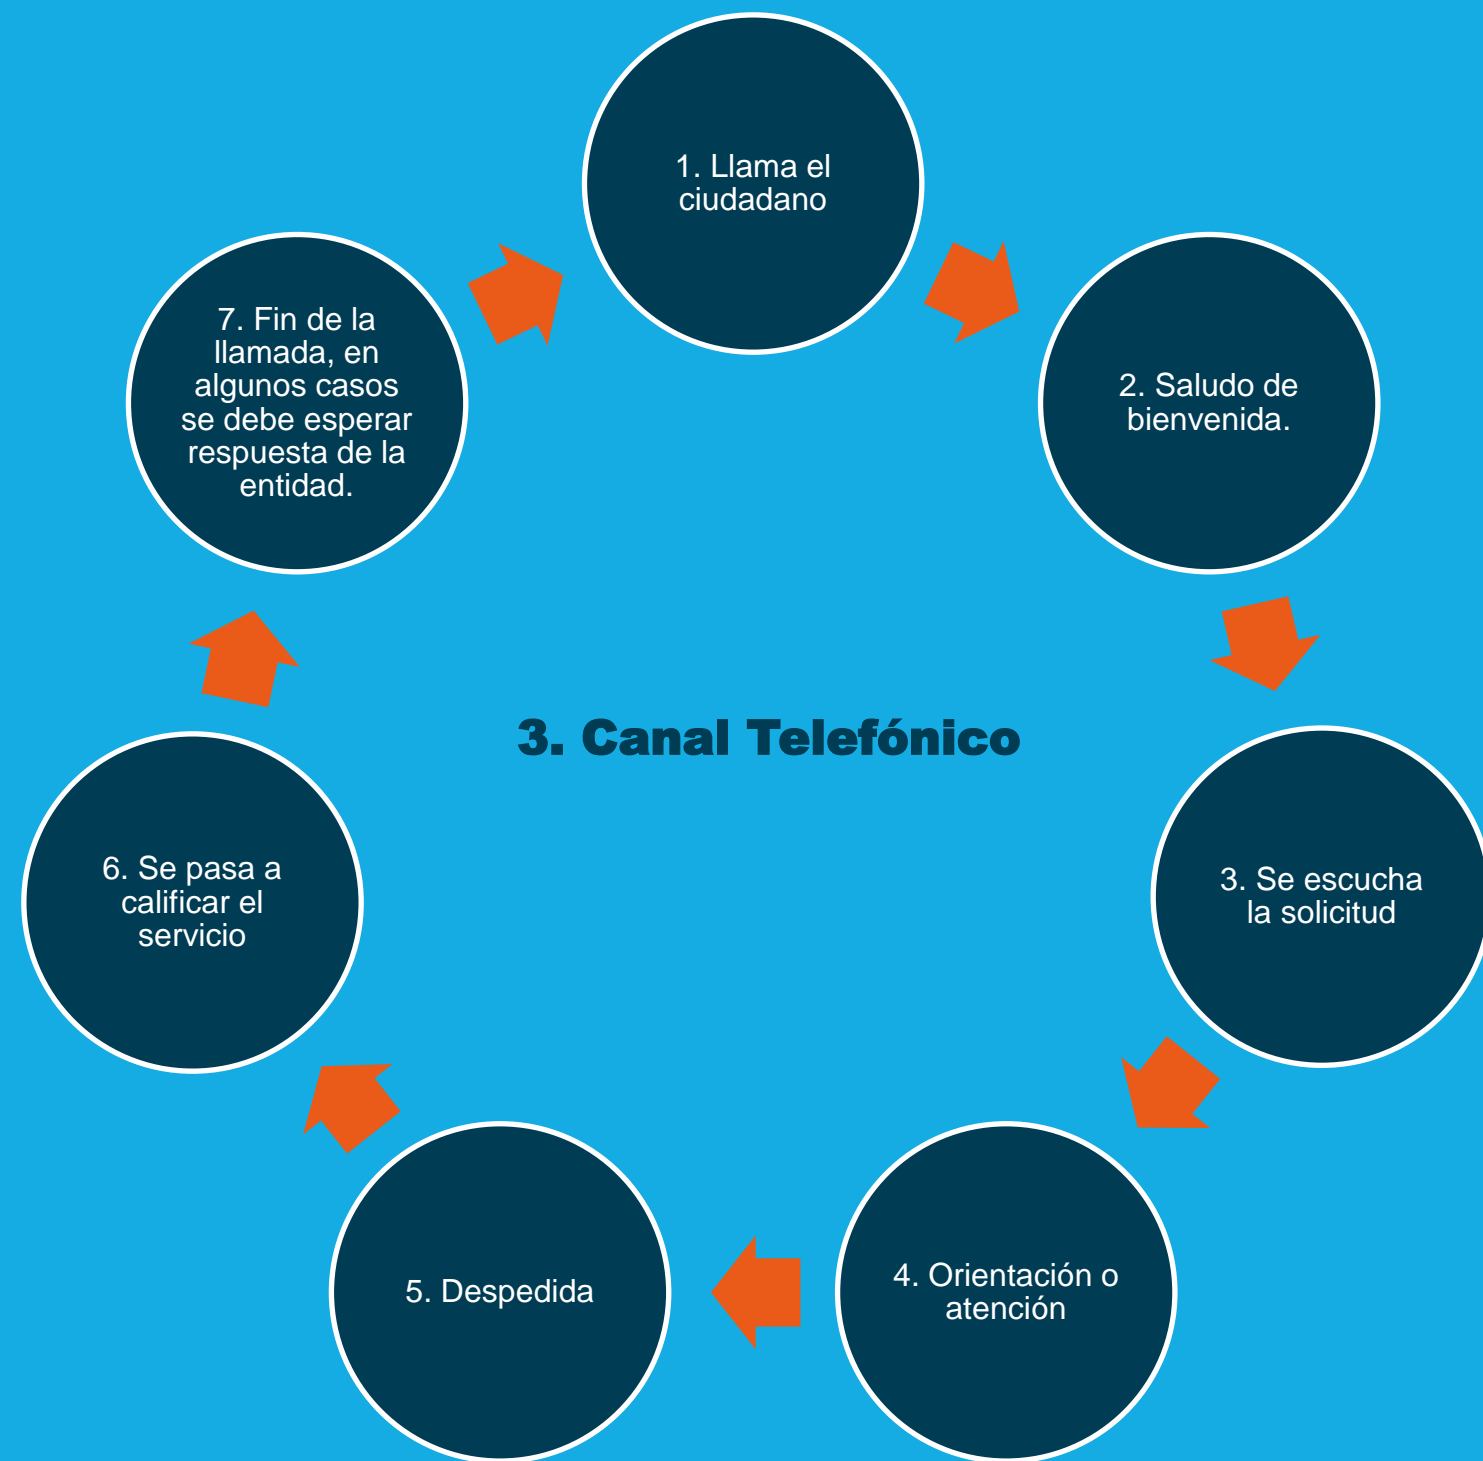 1. Llama el
ciudadano
2. Saludo de
bienvenida.
3. Se escucha
la solicitud
4. Orientación o
atención
5. Despedida
6. Se pasa a
calificar el
servicio
7. Fin de la
llamada, en
algunos casos
se debe esperar
respuesta de la
entidad.
3. Canal Telefónico